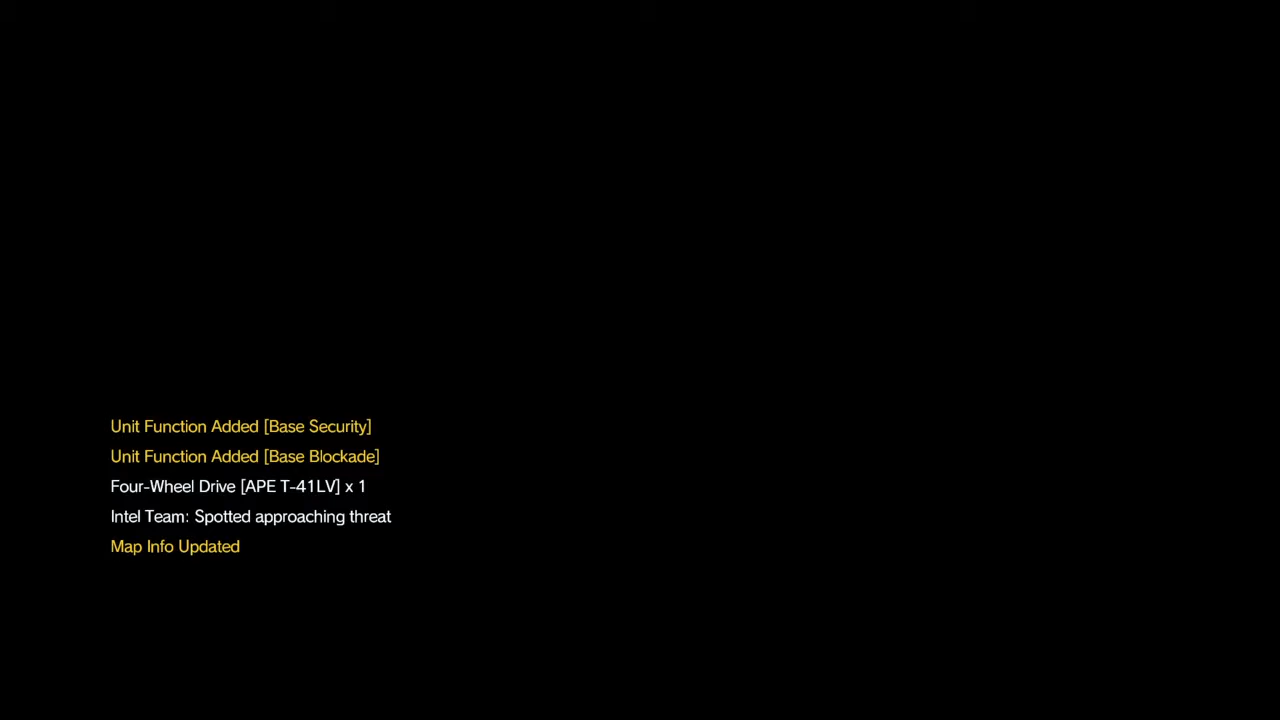 Unit Function Added [Base Security]
Unit Function Added [Base Blockade]
Four-Wheel Drive [APE T-41LV] x 1
Intel Team: Spotted approaching threat
Map Info Updated